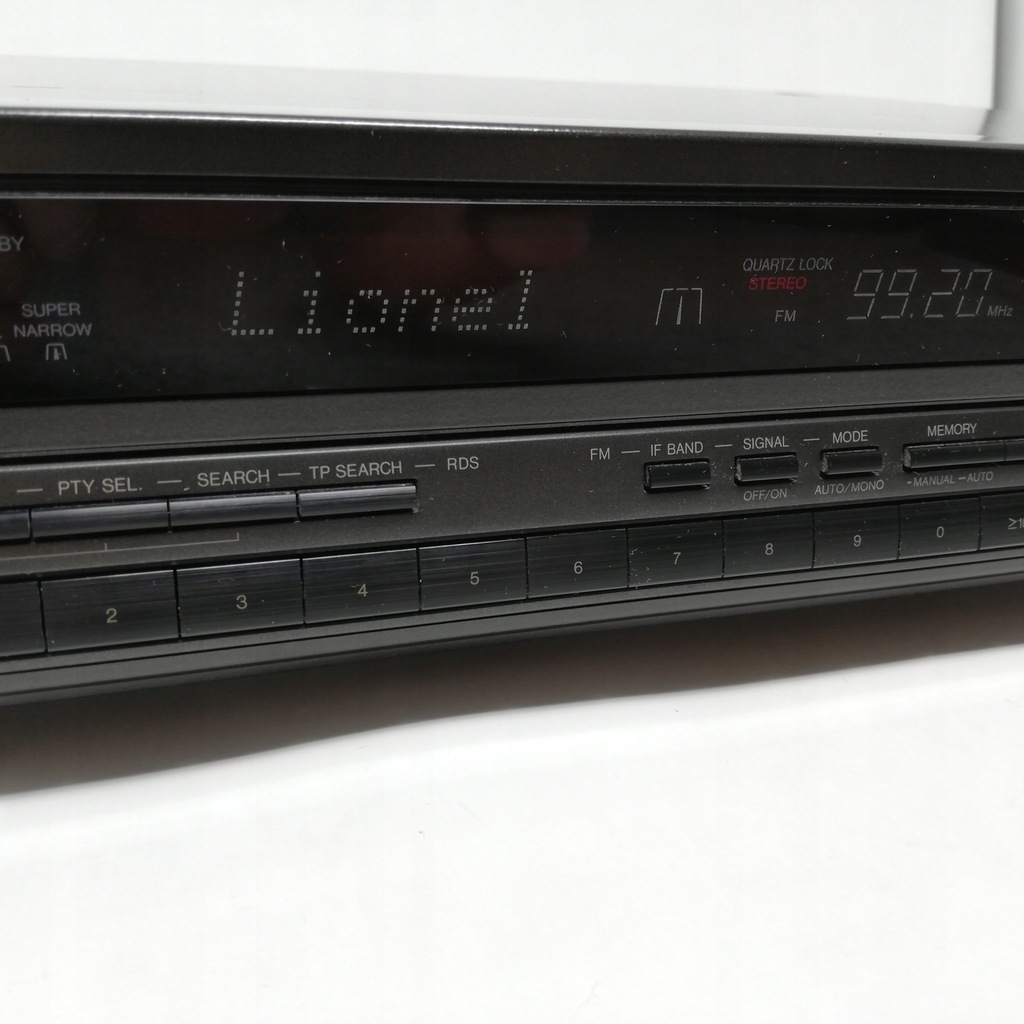 BY
QUARTZ LOCK
STEREO
FM
99.20 MHz
Lionel
SUPER
NARROW
PTY SEL. SEARCH TP SEARCH RDS
FM IF BAND SIGNAL MODE MEMORY
OFF/ON AUTO/MONO MANUAL AUTO
2 3 4 5 6 7 8 9 0 ≥1